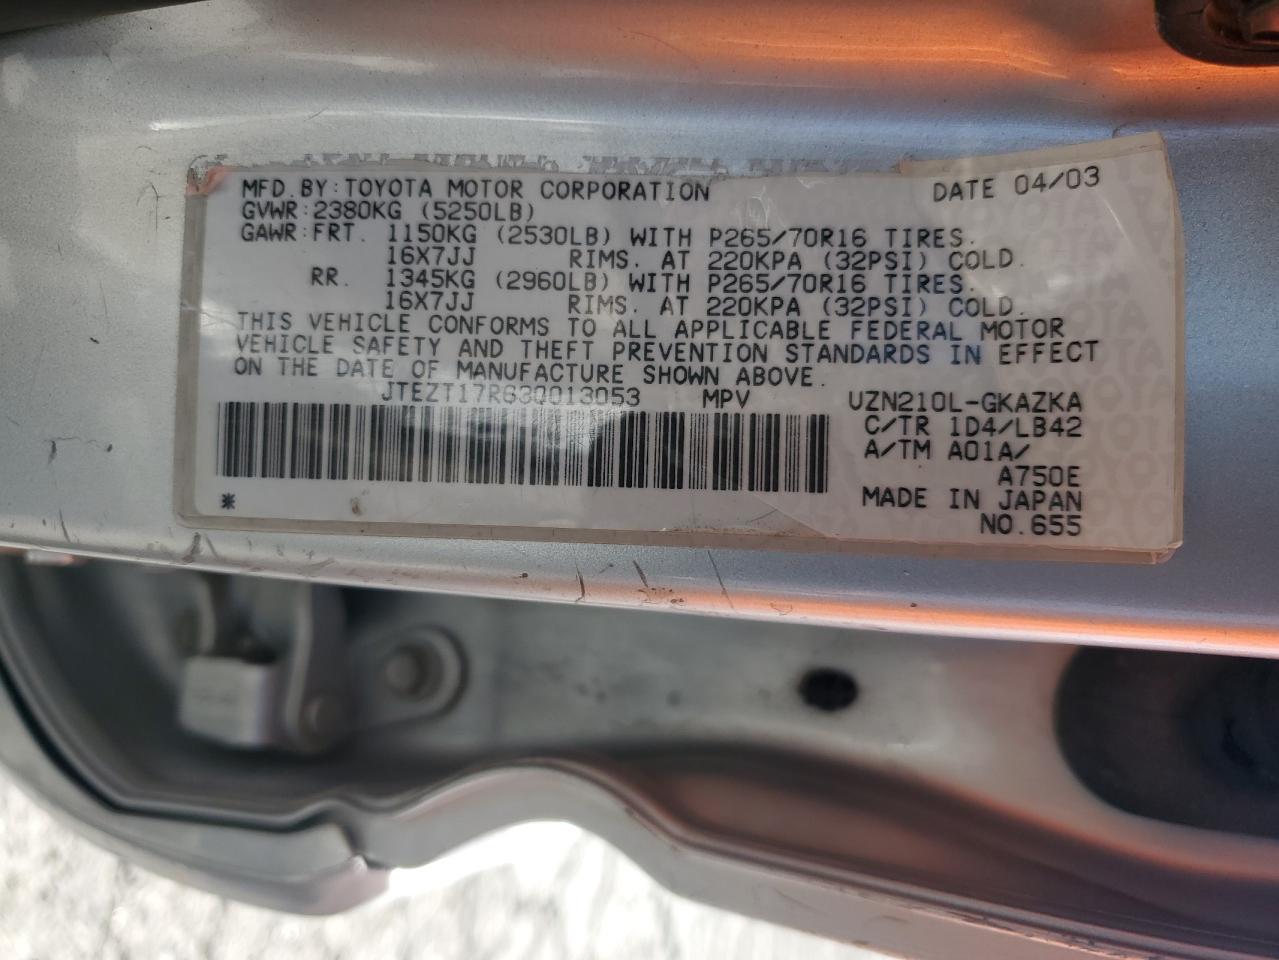 MFD. BY: TOYOTA MOTOR CORPORATION DATE 04/03
GVWR: 2380KG (5250LB)
GAWR: FRT. 1150KG (2530LB) WITH P265/70R16 TIRES.
16X7JJ RIMS. AT 220KPA (32PSI) COLD.
RR. 1345KG (2960LB) WITH P265/70R16 TIRES.
16X7JJ RIMS. AT 220KPA (32PSI) COLD.
THIS VEHICLE CONFORMS TO ALL APPLICABLE FEDERAL MOTOR
VEHICLE SAFETY AND THEFT PREVENTION STANDARDS IN EFFECT
ON THE DATE OF MANUFACTURE SHOWN ABOVE.
JTEZT17R630013053 MPV UZN210L-GKAZKA
C/TR 1D4/LB42
A/TM A01A/
A750E
* MADE IN JAPAN
NO.655